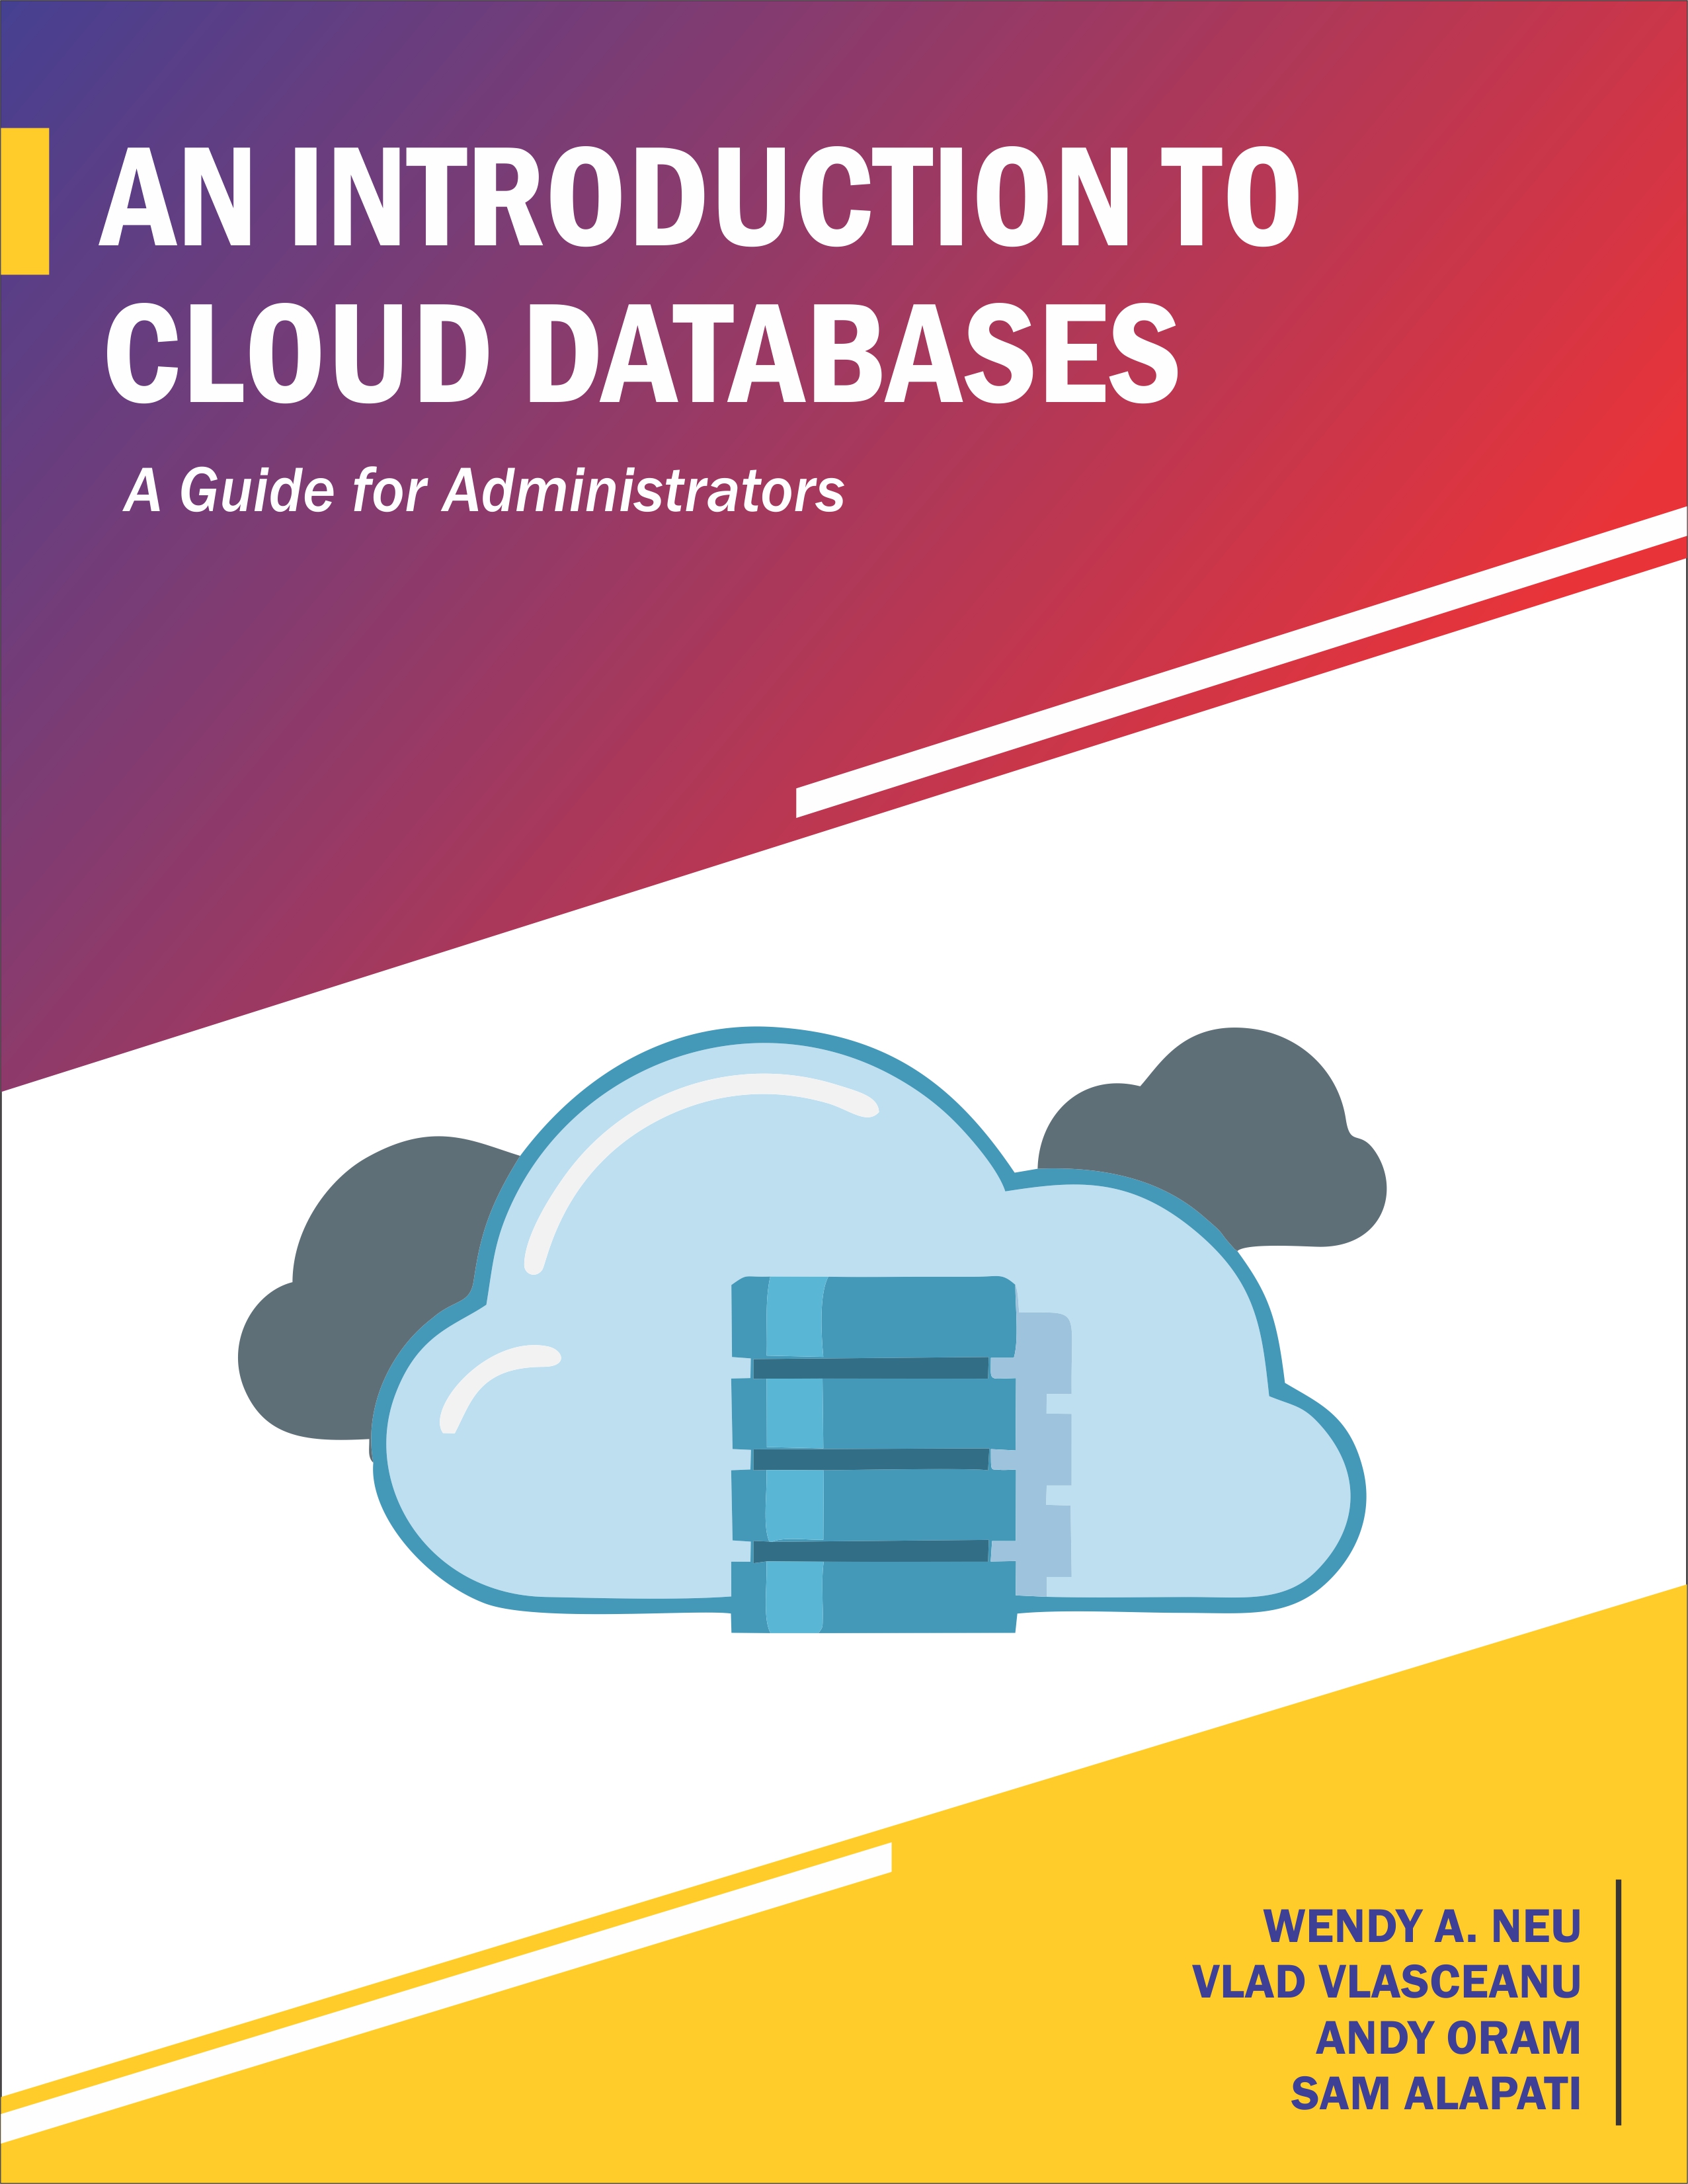 AN INTRODUCTION TO
CLOUD DATABASES
A Guide for Administrators
WENDY A. NEU
VLAD VLASCEANU
ANDY ORAM
SAM ALAPATI